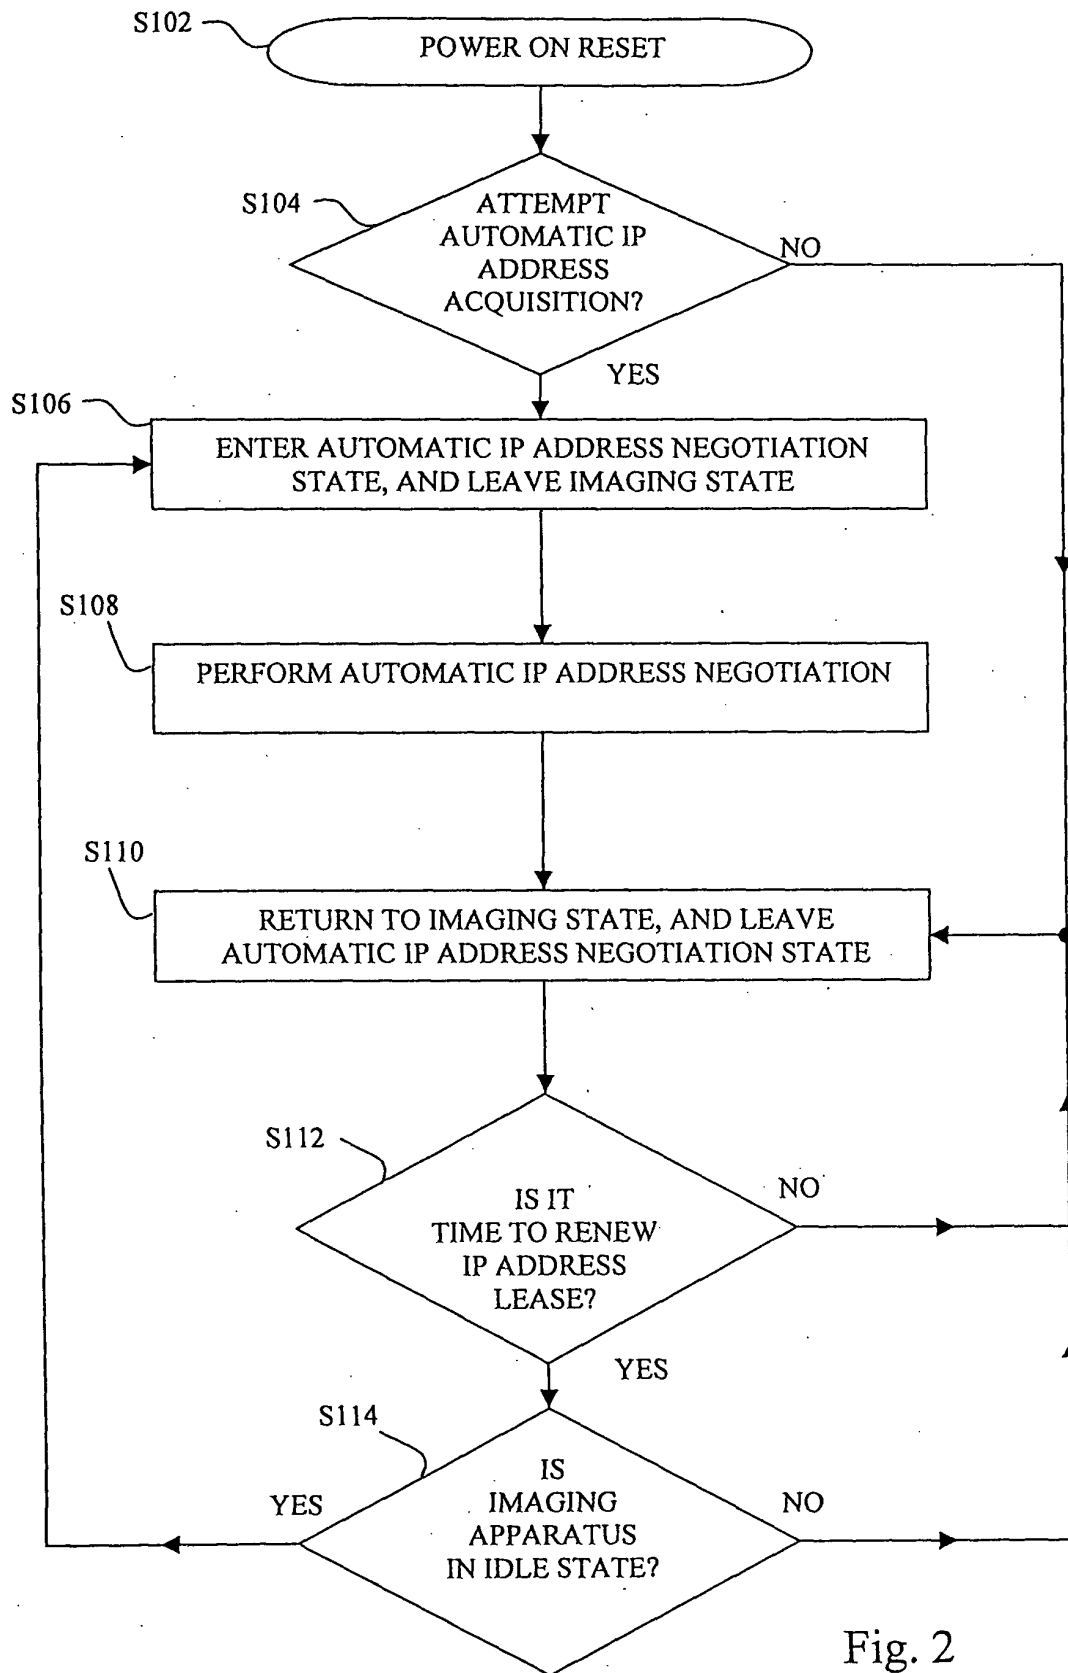 S102
POWER ON RESET
S104
ATTEMPT
AUTOMATIC IP
ADDRESS
ACQUISITION?
NO
YES
S106
ENTER AUTOMATIC IP ADDRESS NEGOTIATION
STATE, AND LEAVE IMAGING STATE
S108
PERFORM AUTOMATIC IP ADDRESS NEGOTIATION
S110
RETURN TO IMAGING STATE, AND LEAVE
AUTOMATIC IP ADDRESS NEGOTIATION STATE
S112
IS IT
TIME TO RENEW
IP ADDRESS
LEASE?
NO
YES
S114
IS
IMAGING
APPARATUS
IN IDLE STATE?
YES
NO
Fig. 2